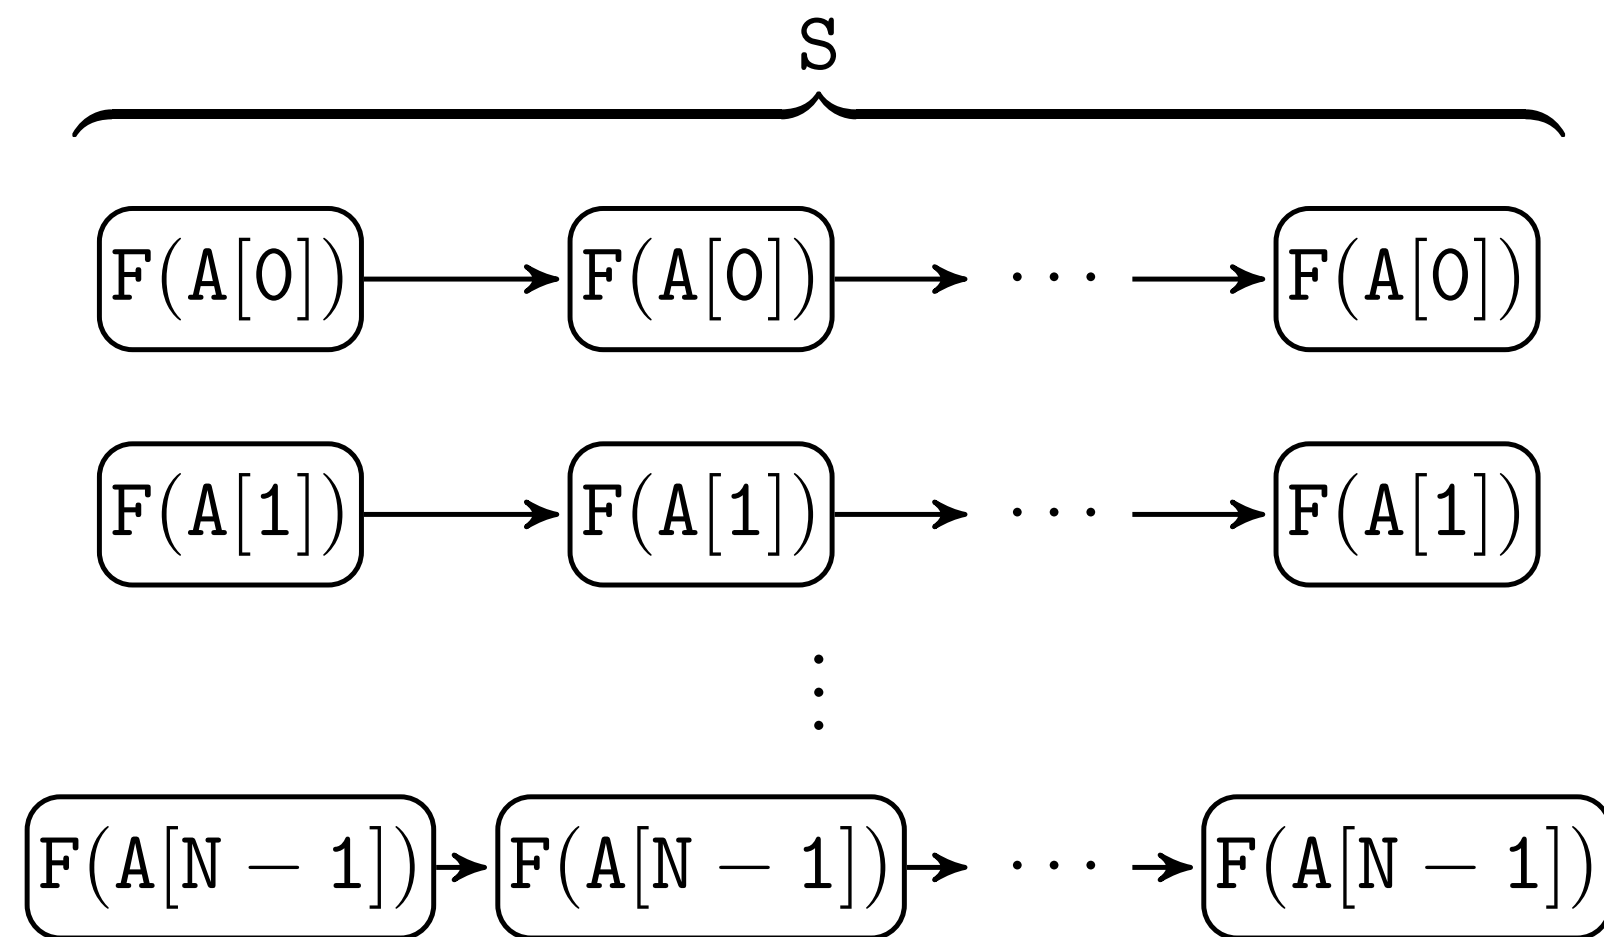 S
F(A[0]) F(A[0]) · · · F(A[0])
F(A[1]) F(A[1]) · · · F(A[1])
F(A[N − 1]) F(A[N − 1]) · · · F(A[N − 1])